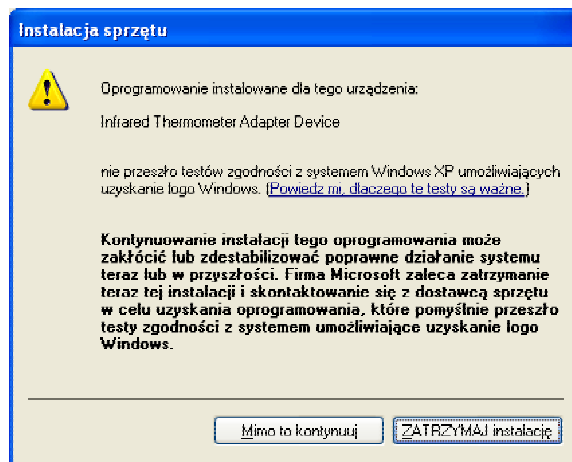 Instalacja sprzętu
Oprogramowanie instalowane dla tego urządzenia:
Infrared Thermometer Adapter Device
nie przeszło testów zgodności z systemem Windows XP umożliwiających
uzyskanie logo Windows. (Powiedz mi, dlaczego te testy są ważne.)
Kontynuowanie instalacji tego oprogramowania może
zakłócić lub zdestabilizować poprawne działanie systemu
teraz lub w przyszłości. Firma Microsoft zaleca zatrzymanie
teraz tej instalacji i skontaktowanie się z dostawcą sprzętu
w celu uzyskania oprogramowania, które pomyślnie przeszło
testy zgodności z systemem umożliwiające uzyskanie logo
Windows.
Mimo to kontynuuj ZATRZYMAJ instalację